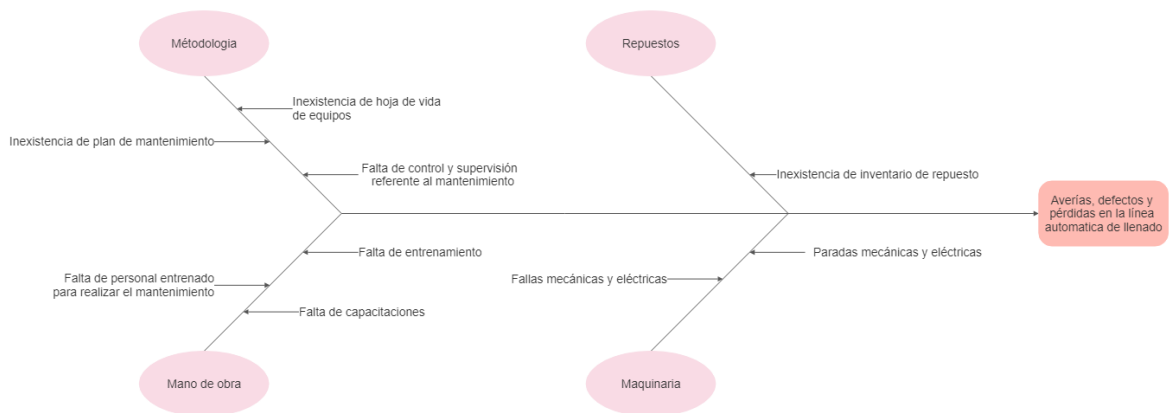 Métodologia
Repuestos
Inexistencia de hoja de vida
de equipos
Inexistencia de plan de mantenimiento
Falta de control y supervisión
referente al mantenimiento
Inexistencia de inventario de repuesto
Averías, defectos y
pérdidas en la línea
automatica de llenado
Falta de entrenamiento
Paradas mecánicas y eléctricas
Falta de personal entrenado
para realizar el mantenimiento
Fallas mecánicas y eléctricas
Falta de capacitaciones
Mano de obra
Maquinaria